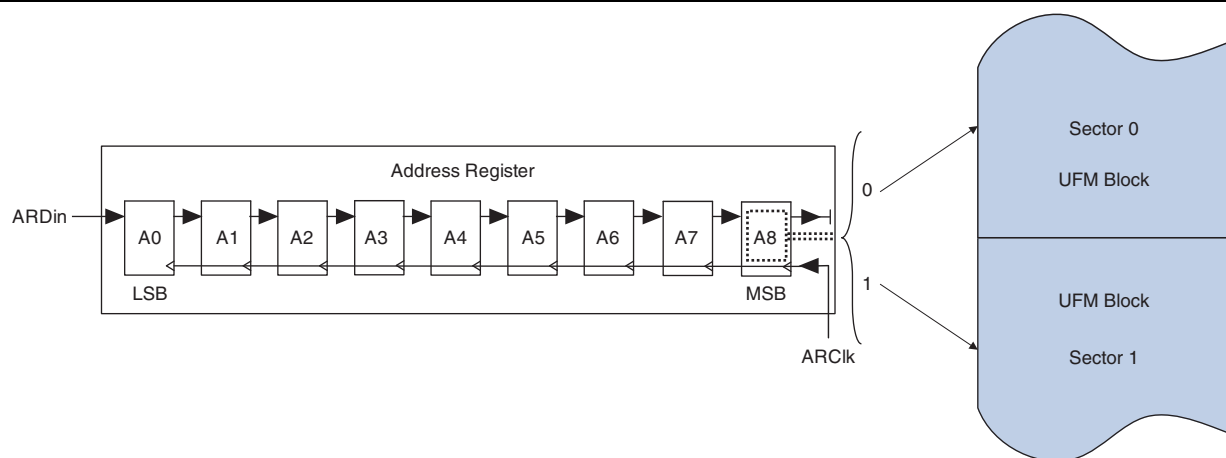 Address Register
ARDin
A0 A1 A2 A3 A4 A5 A6 A7 A8
LSB
MSB
ARClk
0
1
Sector 0
UFM Block
UFM Block
Sector 1